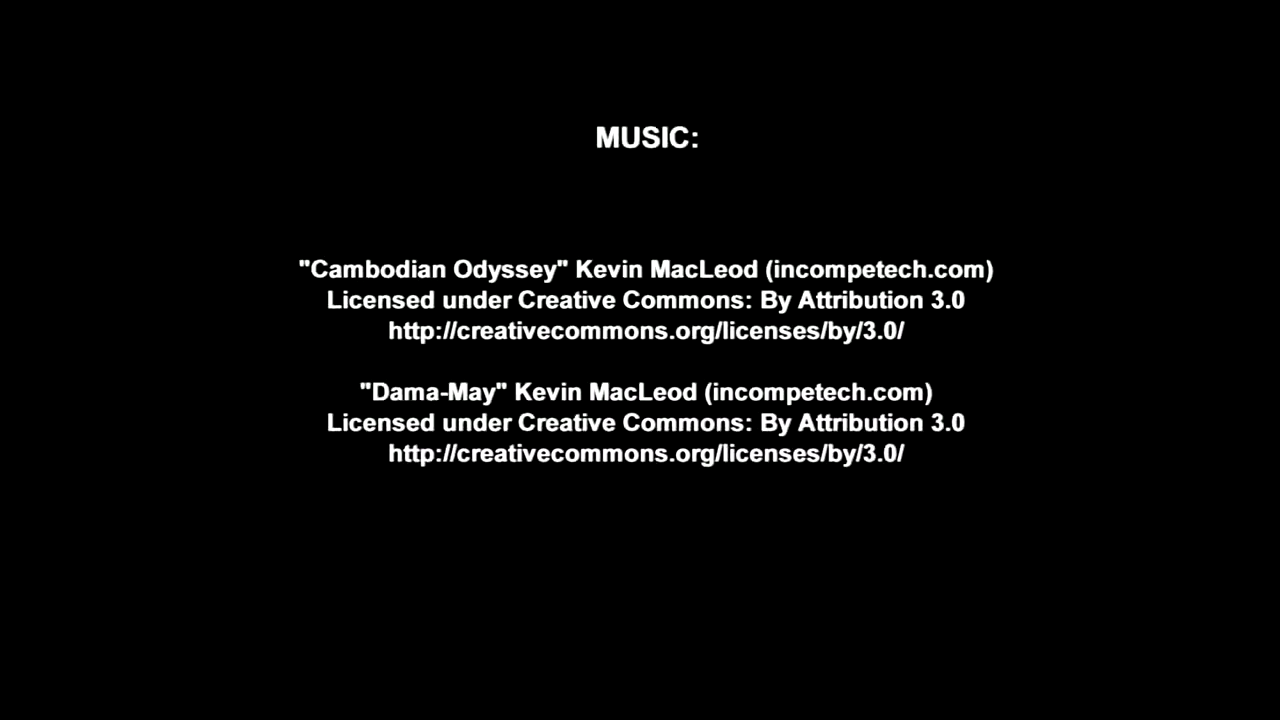 MUSIC:
"Cambodian Odyssey" Kevin MacLeod (incompetech.com)
Licensed under Creative Commons: By Attribution 3.0
http://creativecommons.org/licenses/by/3.0/
"Dama-May" Kevin MacLeod (incompetech.com)
Licensed under Creative Commons: By Attribution 3.0
http://creativecommons.org/licenses/by/3.0/